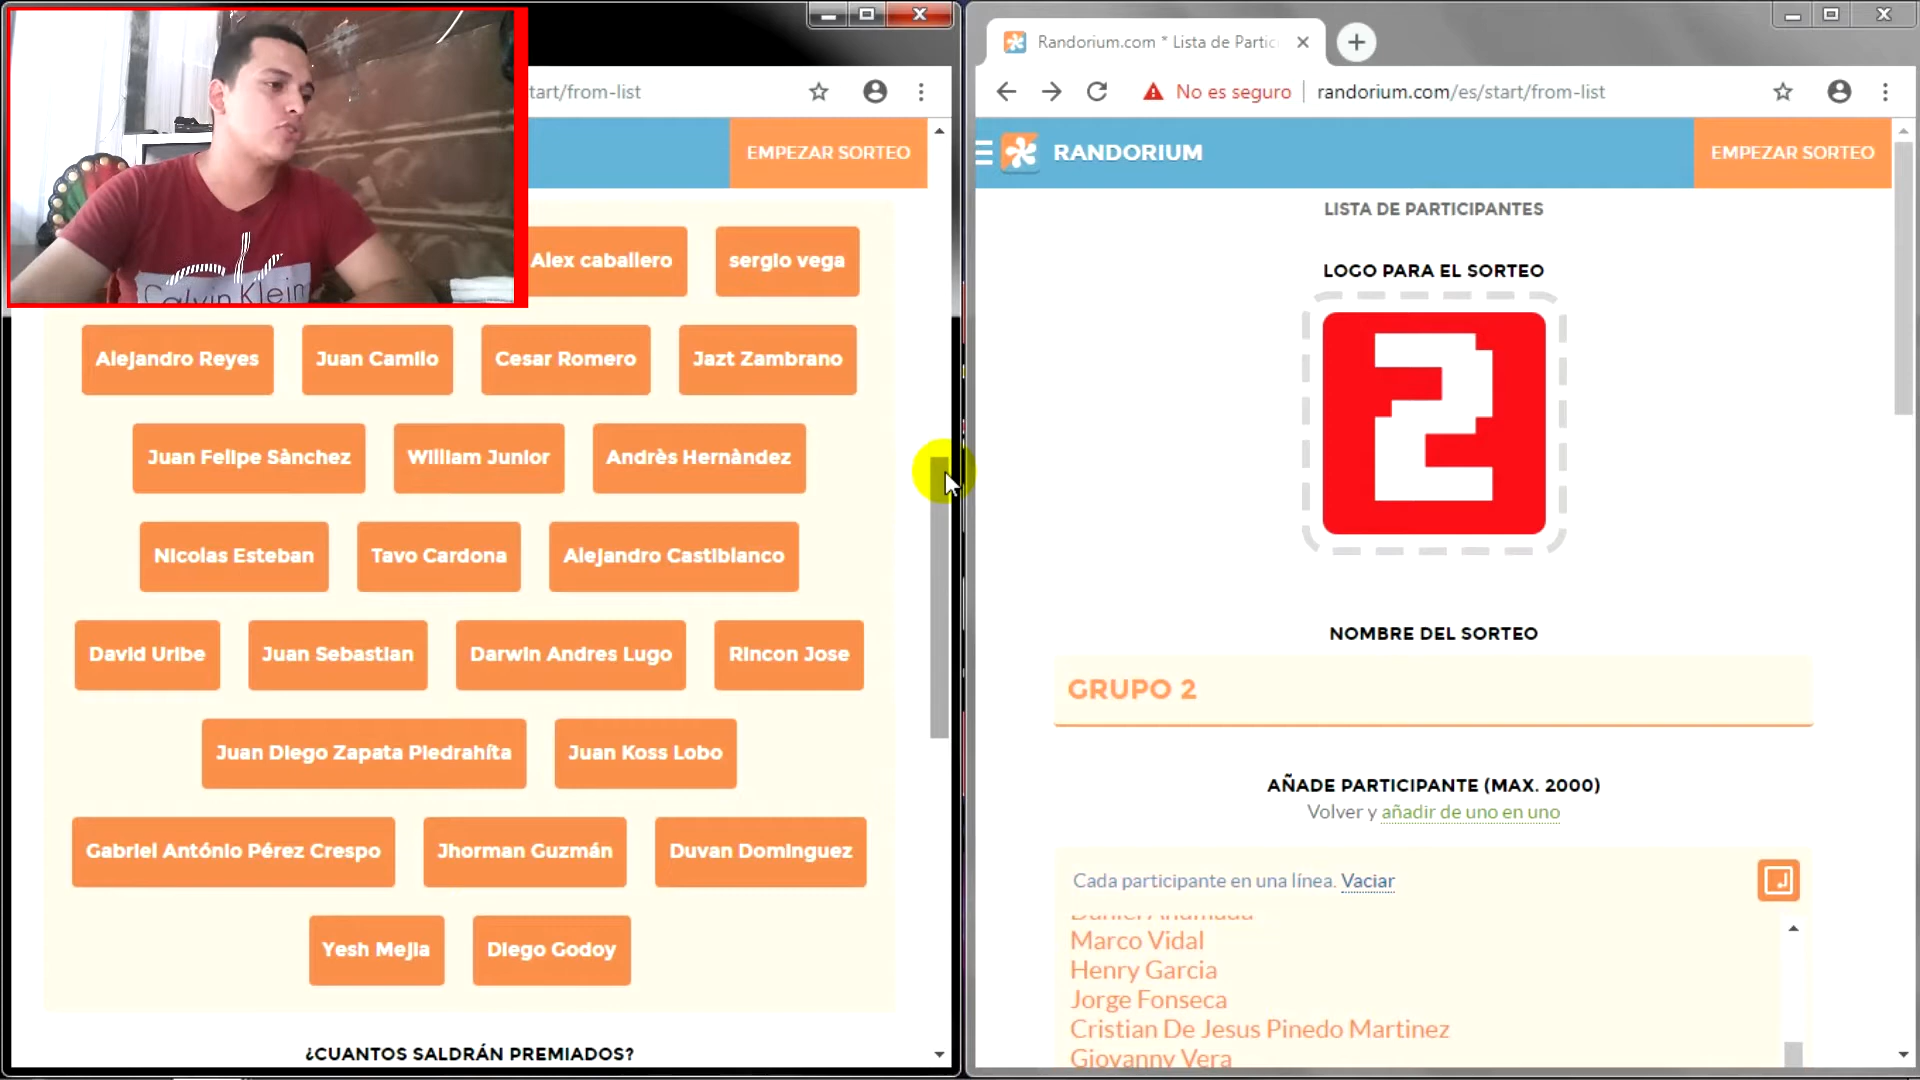 Calvin Klein
tart/from-list
EMPEZAR SORTEO
Alex caballero
sergio vega
Alejandro Reyes
Juan Camilo
Cesar Romero
Jazt Zambrano
Juan Felipe Sànchez
William Junior
Andrès Hernàndez
Nicolas Esteban
Tavo Cardona
Alejandro Castiblanco
David Uribe
Juan Sebastian
Darwin Andres Lugo
Rincon Jose
Juan Diego Zapata Piedrahíta
Juan Koss Lobo
Gabriel António Pérez Crespo
Jhorman Guzmán
Duvan Dominguez
Yesh Mejia
Diego Godoy
¿CUANTOS SALDRÁN PREMIADOS?
Randorium.com * Lista de Partic
No es seguro
randorium.com/es/start/from-list
RANDORIUM
EMPEZAR SORTEO
LISTA DE PARTICIPANTES
LOGO PARA EL SORTEO
2
NOMBRE DEL SORTEO
GRUPO 2
AÑADE PARTICIPANTE (MAX. 2000)
Volver y añadir de uno en uno
Cada participante en una línea. Vaciar
Marco Vidal
Henry Garcia
Jorge Fonseca
Cristian De Jesus Pinedo Martinez
Giovanny Vera